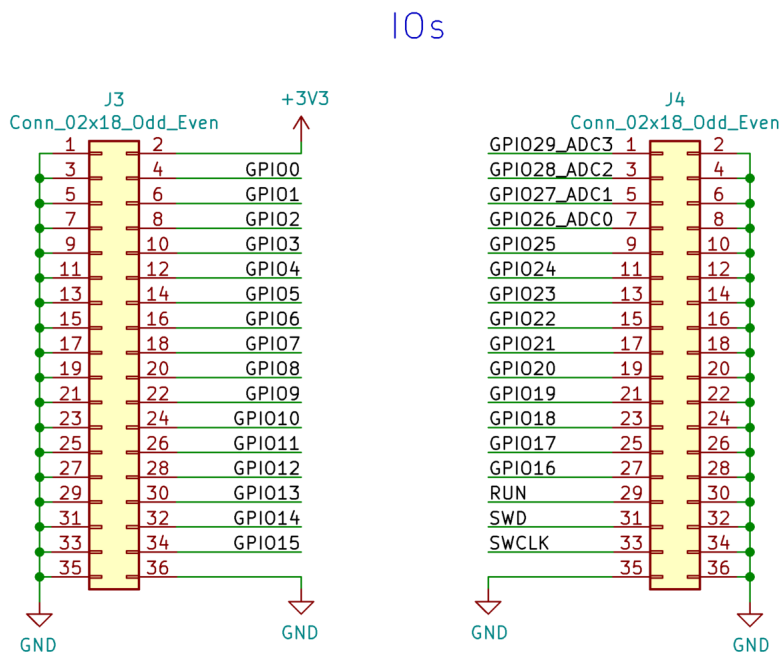 IOs
J3
Conn_02x18_Odd_Even
+3V3
1 2
3 4 GPIO0
5 6 GPIO1
7 8 GPIO2
9 10 GPIO3
11 12 GPIO4
13 14 GPIO5
15 16 GPIO6
17 18 GPIO7
19 20 GPIO8
21 22 GPIO9
23 24 GPIO10
25 26 GPIO11
27 28 GPIO12
29 30 GPIO13
31 32 GPIO14
33 34 GPIO15
35 36
GND
GND
J4
Conn_02x18_Odd_Even
GPIO29_ADC3 1 2
GPIO28_ADC2 3 4
GPIO27_ADC1 5 6
GPIO26_ADC0 7 8
GPIO25 9 10
GPIO24 11 12
GPIO23 13 14
GPIO22 15 16
GPIO21 17 18
GPIO20 19 20
GPIO19 21 22
GPIO18 23 24
GPIO17 25 26
GPIO16 27 28
RUN 29 30
SWD 31 32
SWCLK 33 34
35 36
GND
GND